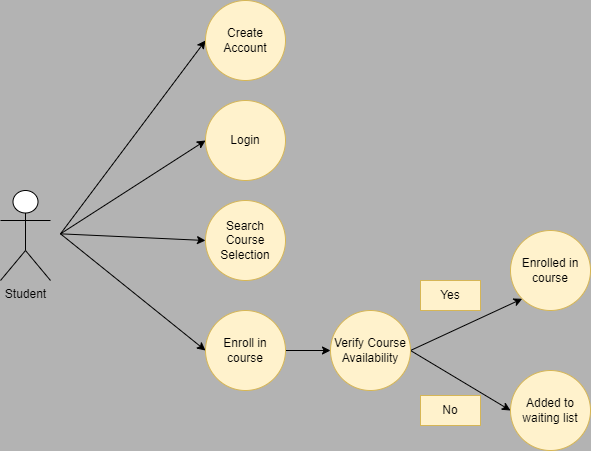 Create
Account
Login
Search
Course
Selection
Student
Enroll in
course
Verify Course
Availability
Yes
No
Enrolled in
course
Added to
waiting list